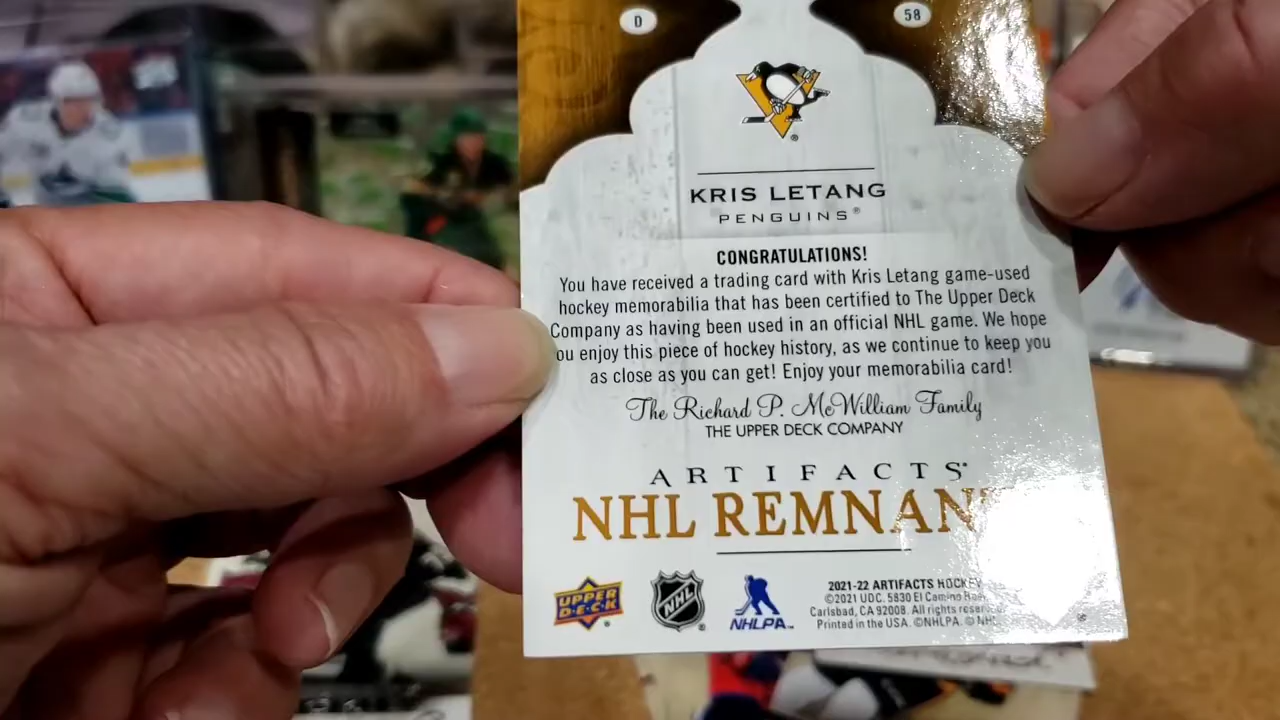 D
58
KRIS LETANG
PENGUINS®
CONGRATULATIONS!
You have received a trading card with Kris Letang game-used
hockey memorabilia that has been certified to The Upper Deck
Company as having been used in an official NHL game. We hope
ou enjoy this piece of hockey history, as we continue to keep you
as close as you can get! Enjoy your memorabilia card!
The Richard P. McWilliam Family
THE UPPER DECK COMPANY
ARTIFACTS
NHL REMNAN
UPPER DECK
NHL
NHLPA
2021-22 ARTIFACTS HOCKEY
©2021 UDC. 5830 El Camino
Carlsbad, CA 92008. All rights
Printed in the USA. ©NHLPA. ©